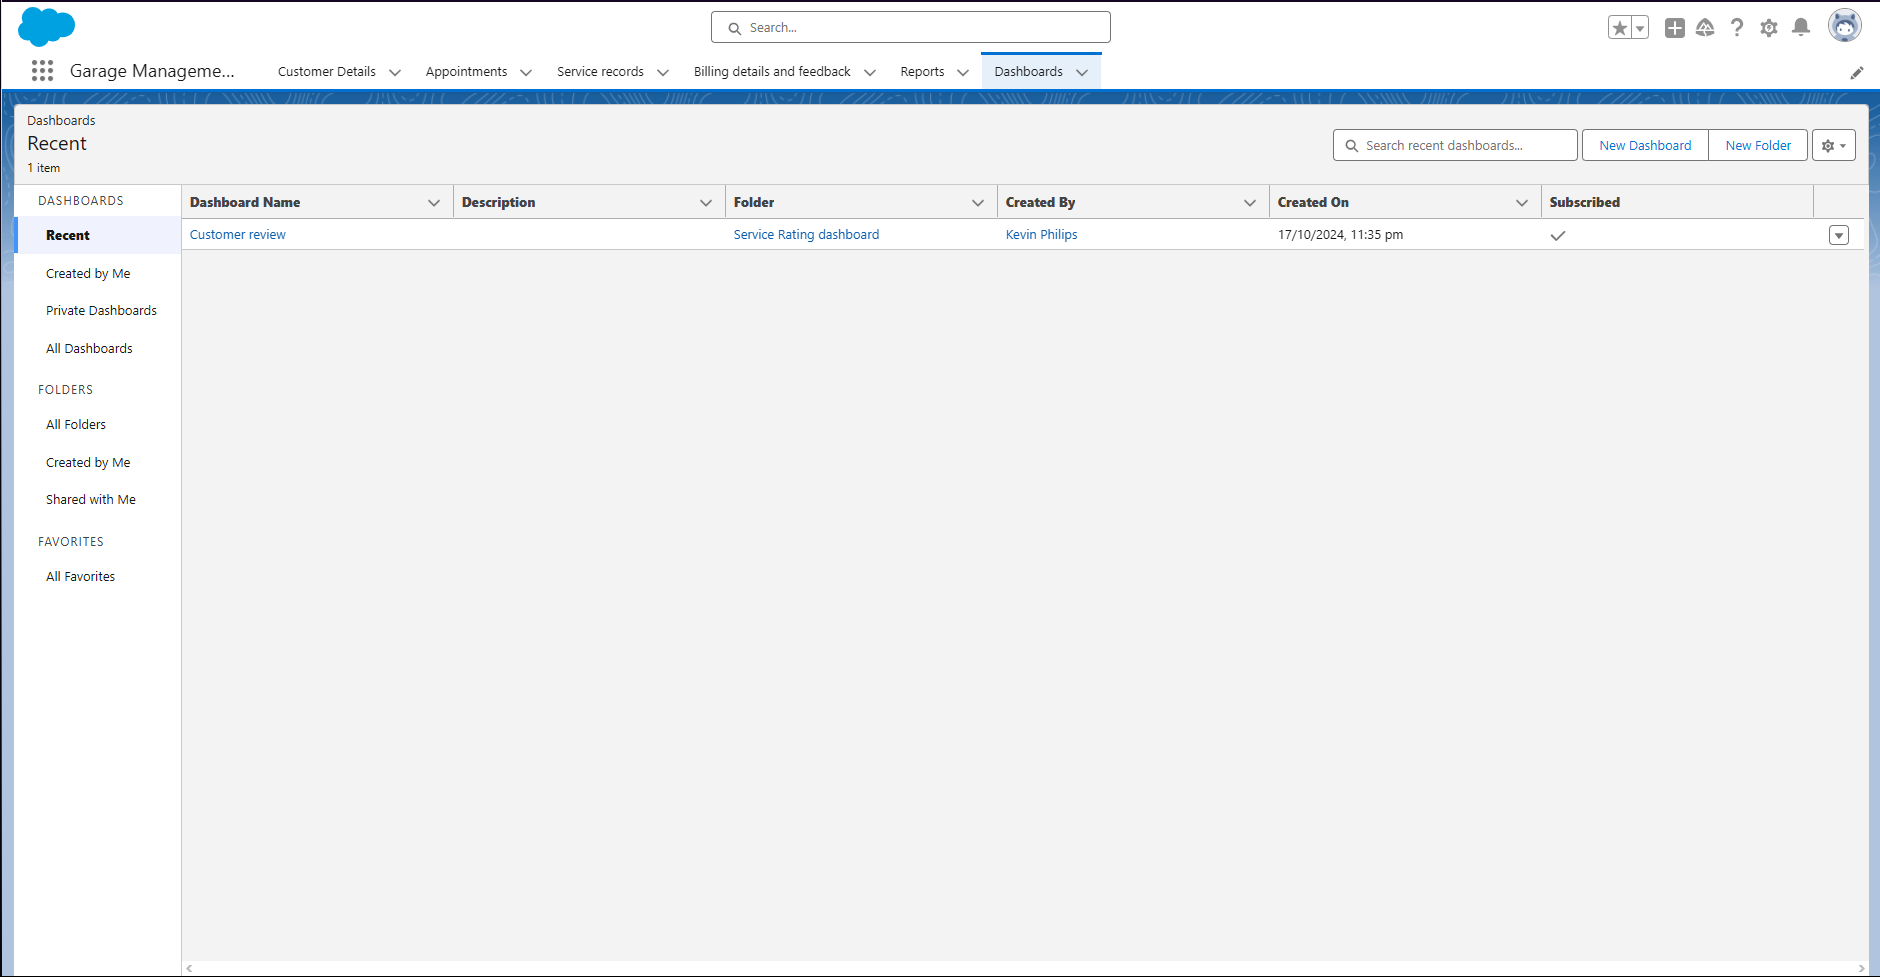 Search...
Garage Manageme...
Customer Details
Appointments
Service records
Billing details and feedback
Reports
Dashboards
Dashboards
Recent
1 item
Search recent dashboards...
New Dashboard
New Folder
DASHBOARDS
Recent
Created by Me
Private Dashboards
All Dashboards
FOLDERS
All Folders
Created by Me
Shared with Me
FAVORITES
All Favorites
Dashboard Name Description Folder Created By Created On Subscribed
Customer review Service Rating dashboard Kevin Philips 17/10/2024, 11:35 pm